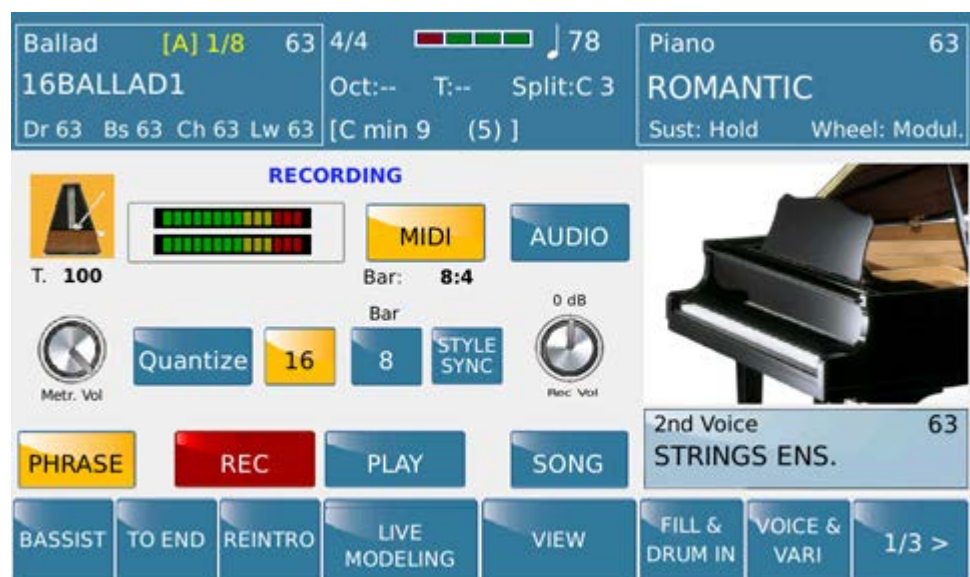 Ballad [A] 1/8 63
16BALLAD1
Dr 63 Bs 63 Ch 63 Lw 63
4/4 78
Oct:-- T:-- Split:C 3
[C min 9 (5) ]
Piano 63
ROMANTIC
Sust: Hold Wheel: Modul.
RECORDING
MIDI AUDIO
T. 100 Bar: 8:4
Bar 0 dB
Quantize 16 8 STYLE
SYNC
Metr. Vol Rec Vol
2nd Voice 63
STRINGS ENS.
PHRASE REC PLAY SONG
BASSIST TO END REINTRO
LIVE
MODELING
VIEW
FILL &
DRUM IN
VOICE &
VARI
1/3 >